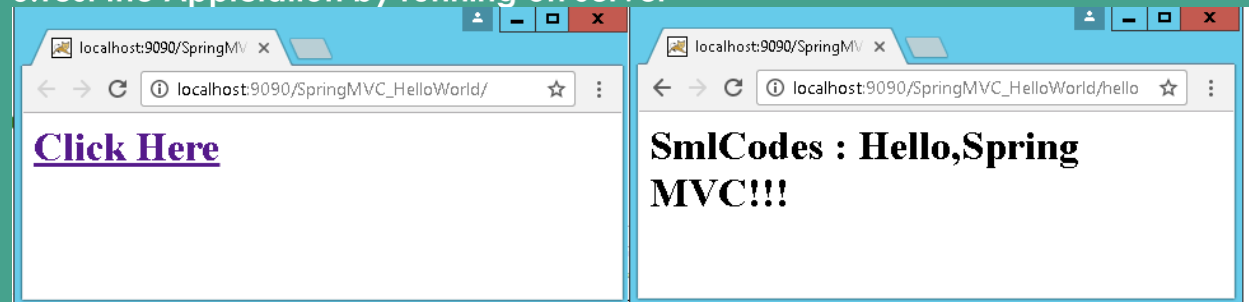 localhost:9090/SpringMV
localhost:9090/SpringMVC_HelloWorld/
Click Here
localhost:9090/SpringMV
localhost:9090/SpringMVC_HelloWorld/hello
SmlCodes : Hello,Spring
MVC!!!